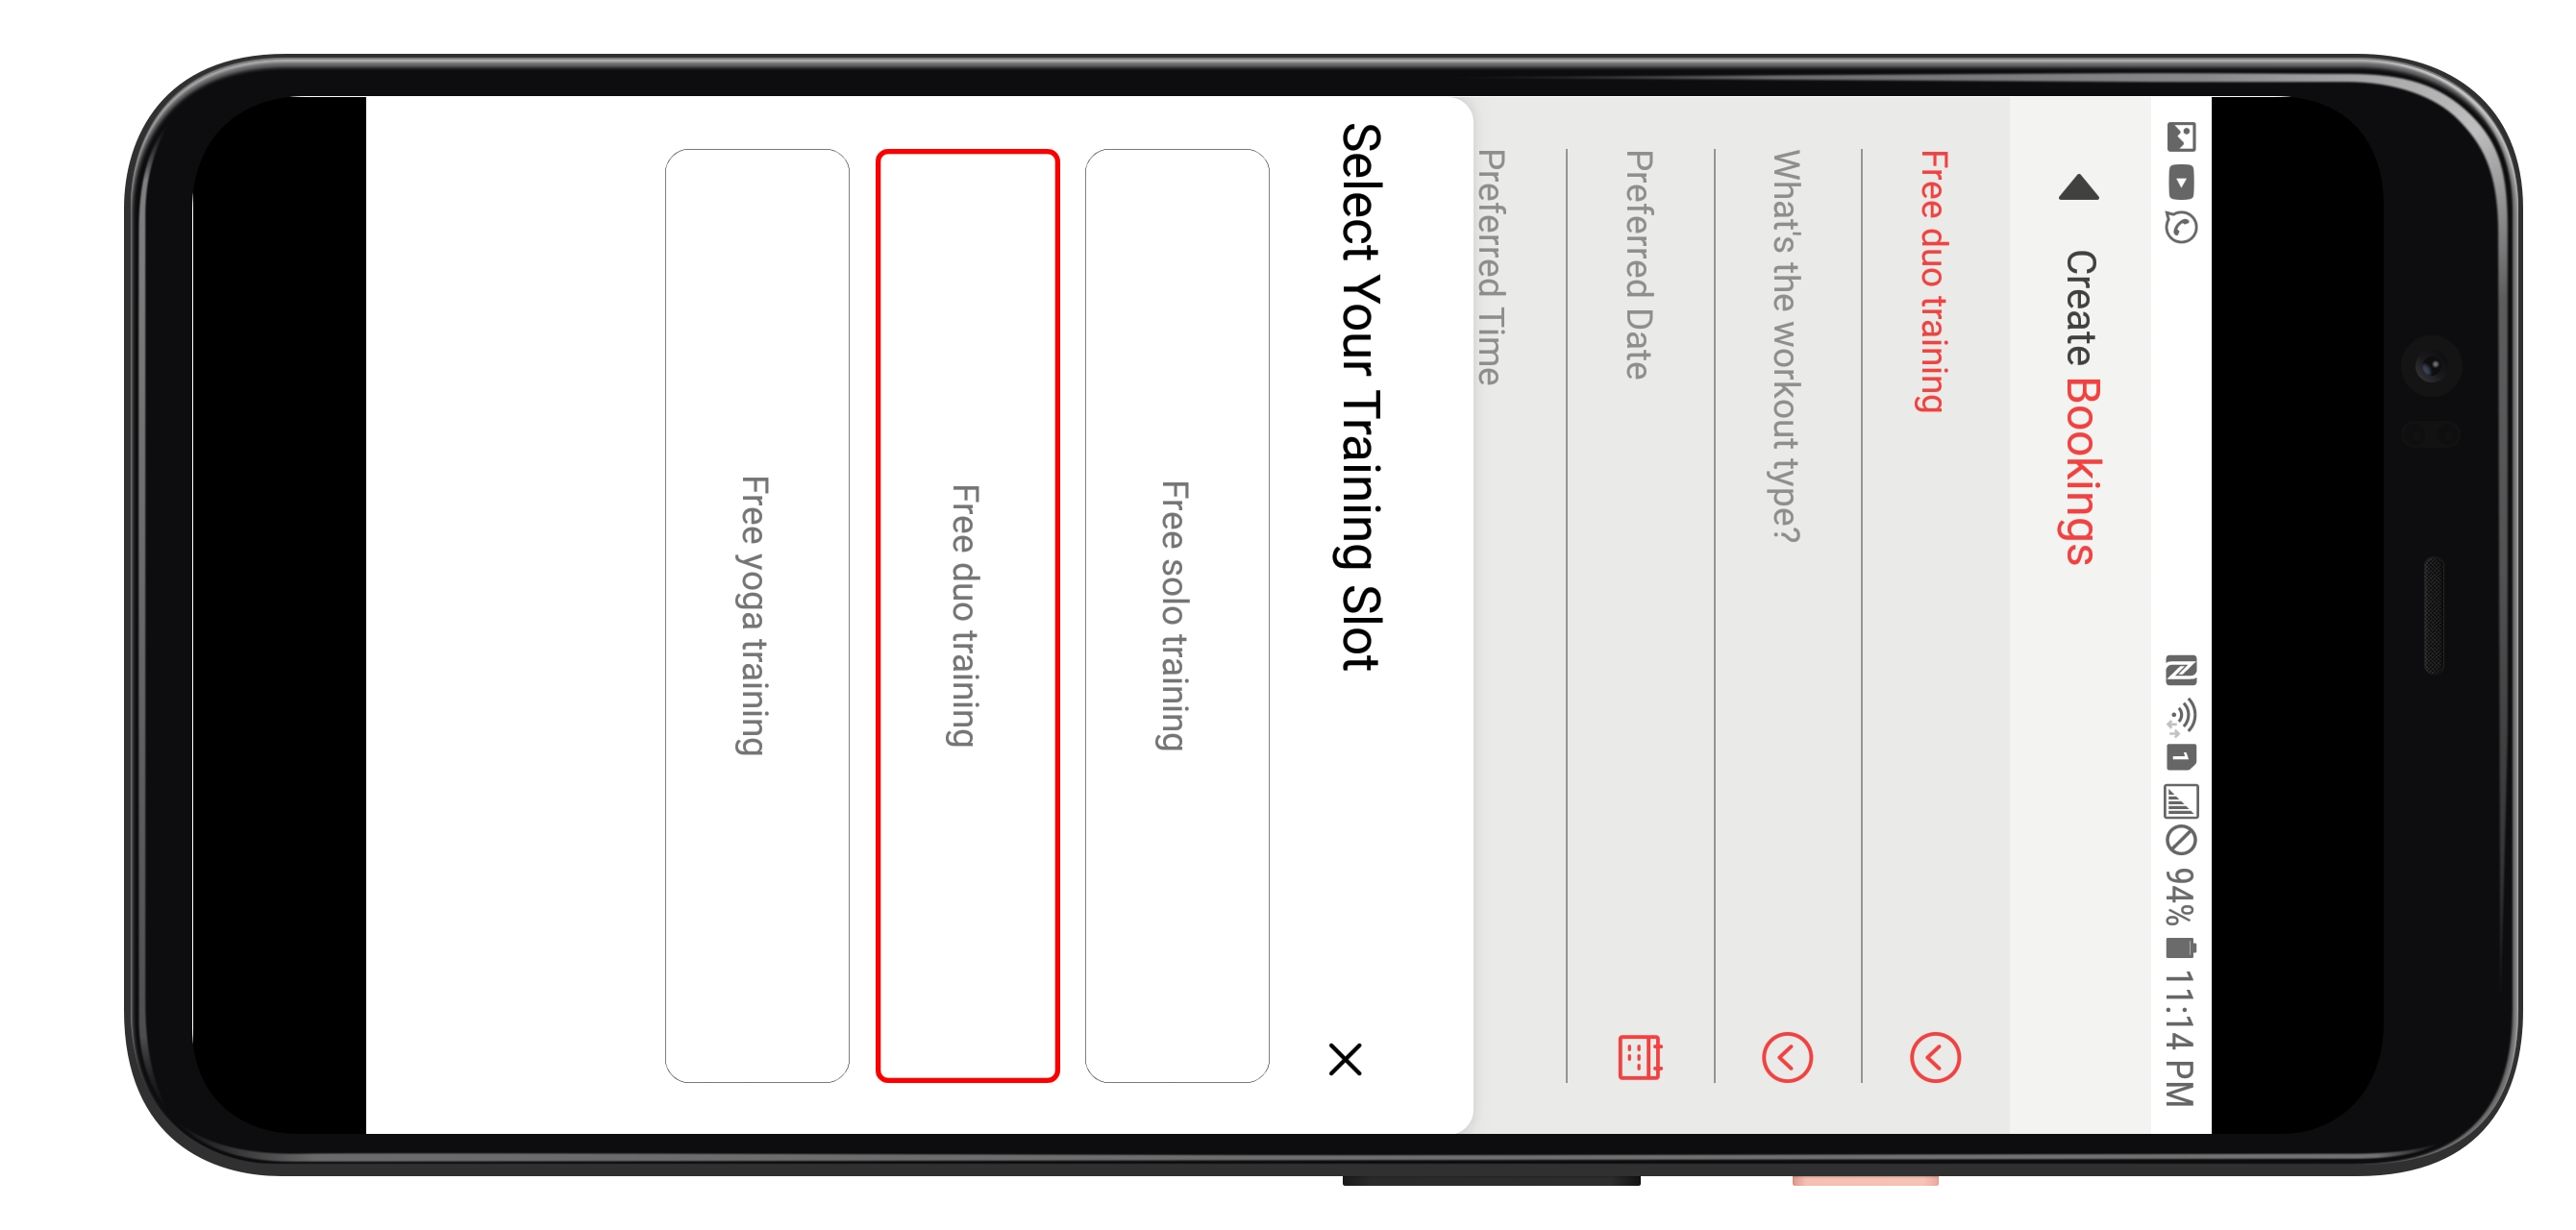 94% 11:14 PM
Create Bookings
Free duo training
What's the workout type?
Preferred Date
Preferred Time
Select Your Training Slot
Free solo training
Free duo training
Free yoga training